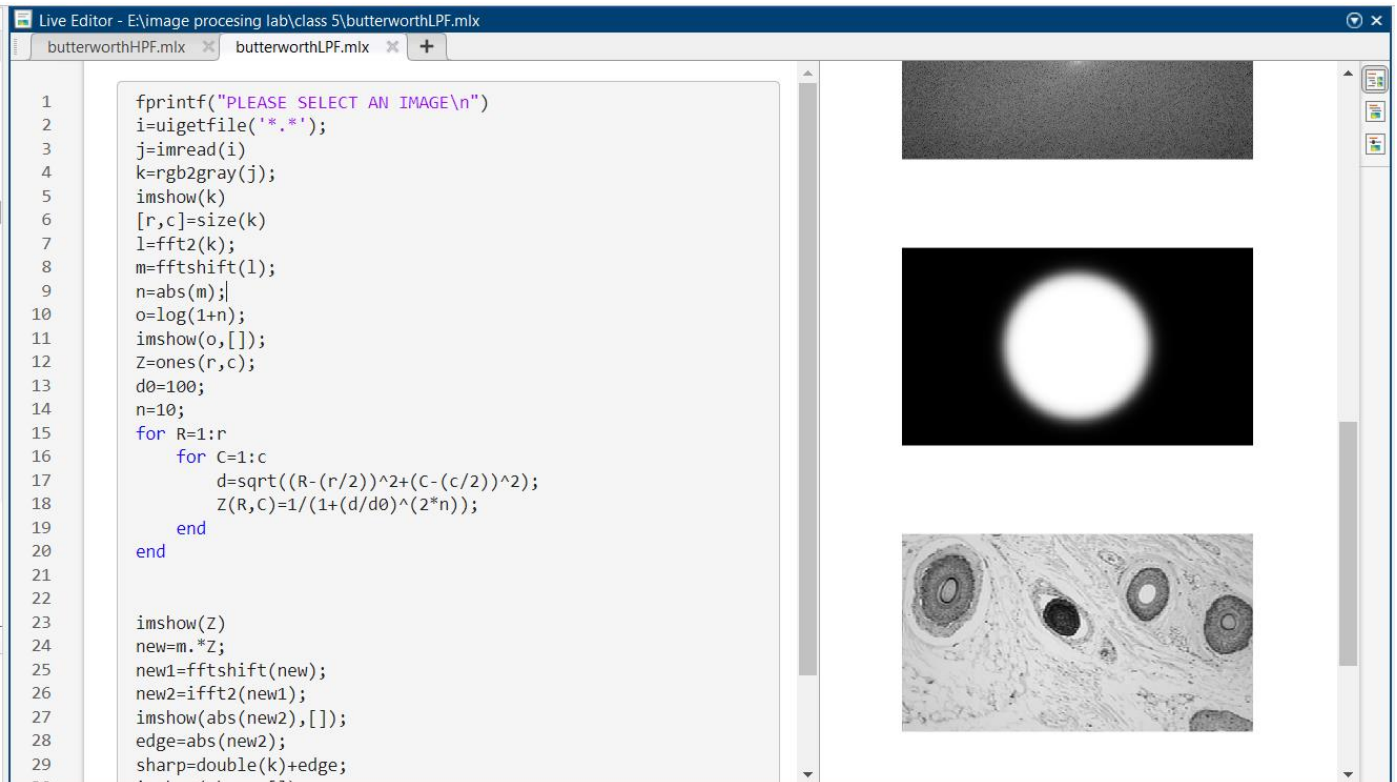 Live Editor - E:\image procesing lab\class 5\butterworthLPF.mlx
butterworthHPF.mlx butterworthLPF.mlx +
1 fprintf("PLEASE SELECT AN IMAGE\n")
2 i=uigetfile('*.*');
3 j=imread(i)
4 k=rgb2gray(j);
5 imshow(k)
6 [r,c]=size(k)
7 l=fft2(k);
8 m=fftshift(l);
9 n=abs(m);
10 o=log(1+n);
11 imshow(o,[]);
12 Z=ones(r,c);
13 d0=100;
14 n=10;
15 for R=1:r
16 for C=1:c
17 d=sqrt((R-(r/2))^2+(C-(c/2))^2);
18 Z(R,C)=1/(1+(d/d0)^(2*n));
19 end
20 end
21
22
23 imshow(Z)
24 new=m.*Z;
25 new1=fftshift(new);
26 new2=ifft2(new1);
27 imshow(abs(new2),[]);
28 edge=abs(new2);
29 sharp=double(k)+edge;